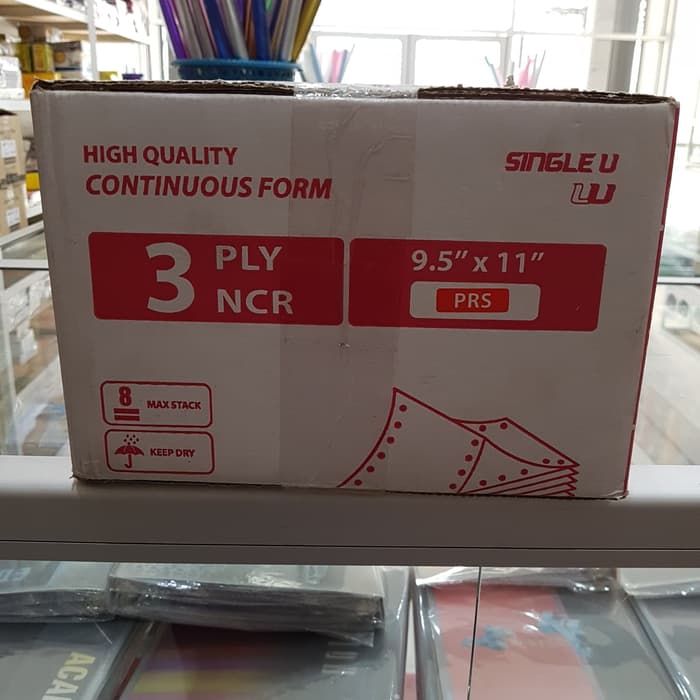 HIGH QUALITY
CONTINUOUS FORM
SINGLE U
3 PLY
NCR
9.5” x 11”
PRS
8
MAX STACK
KEEP DRY